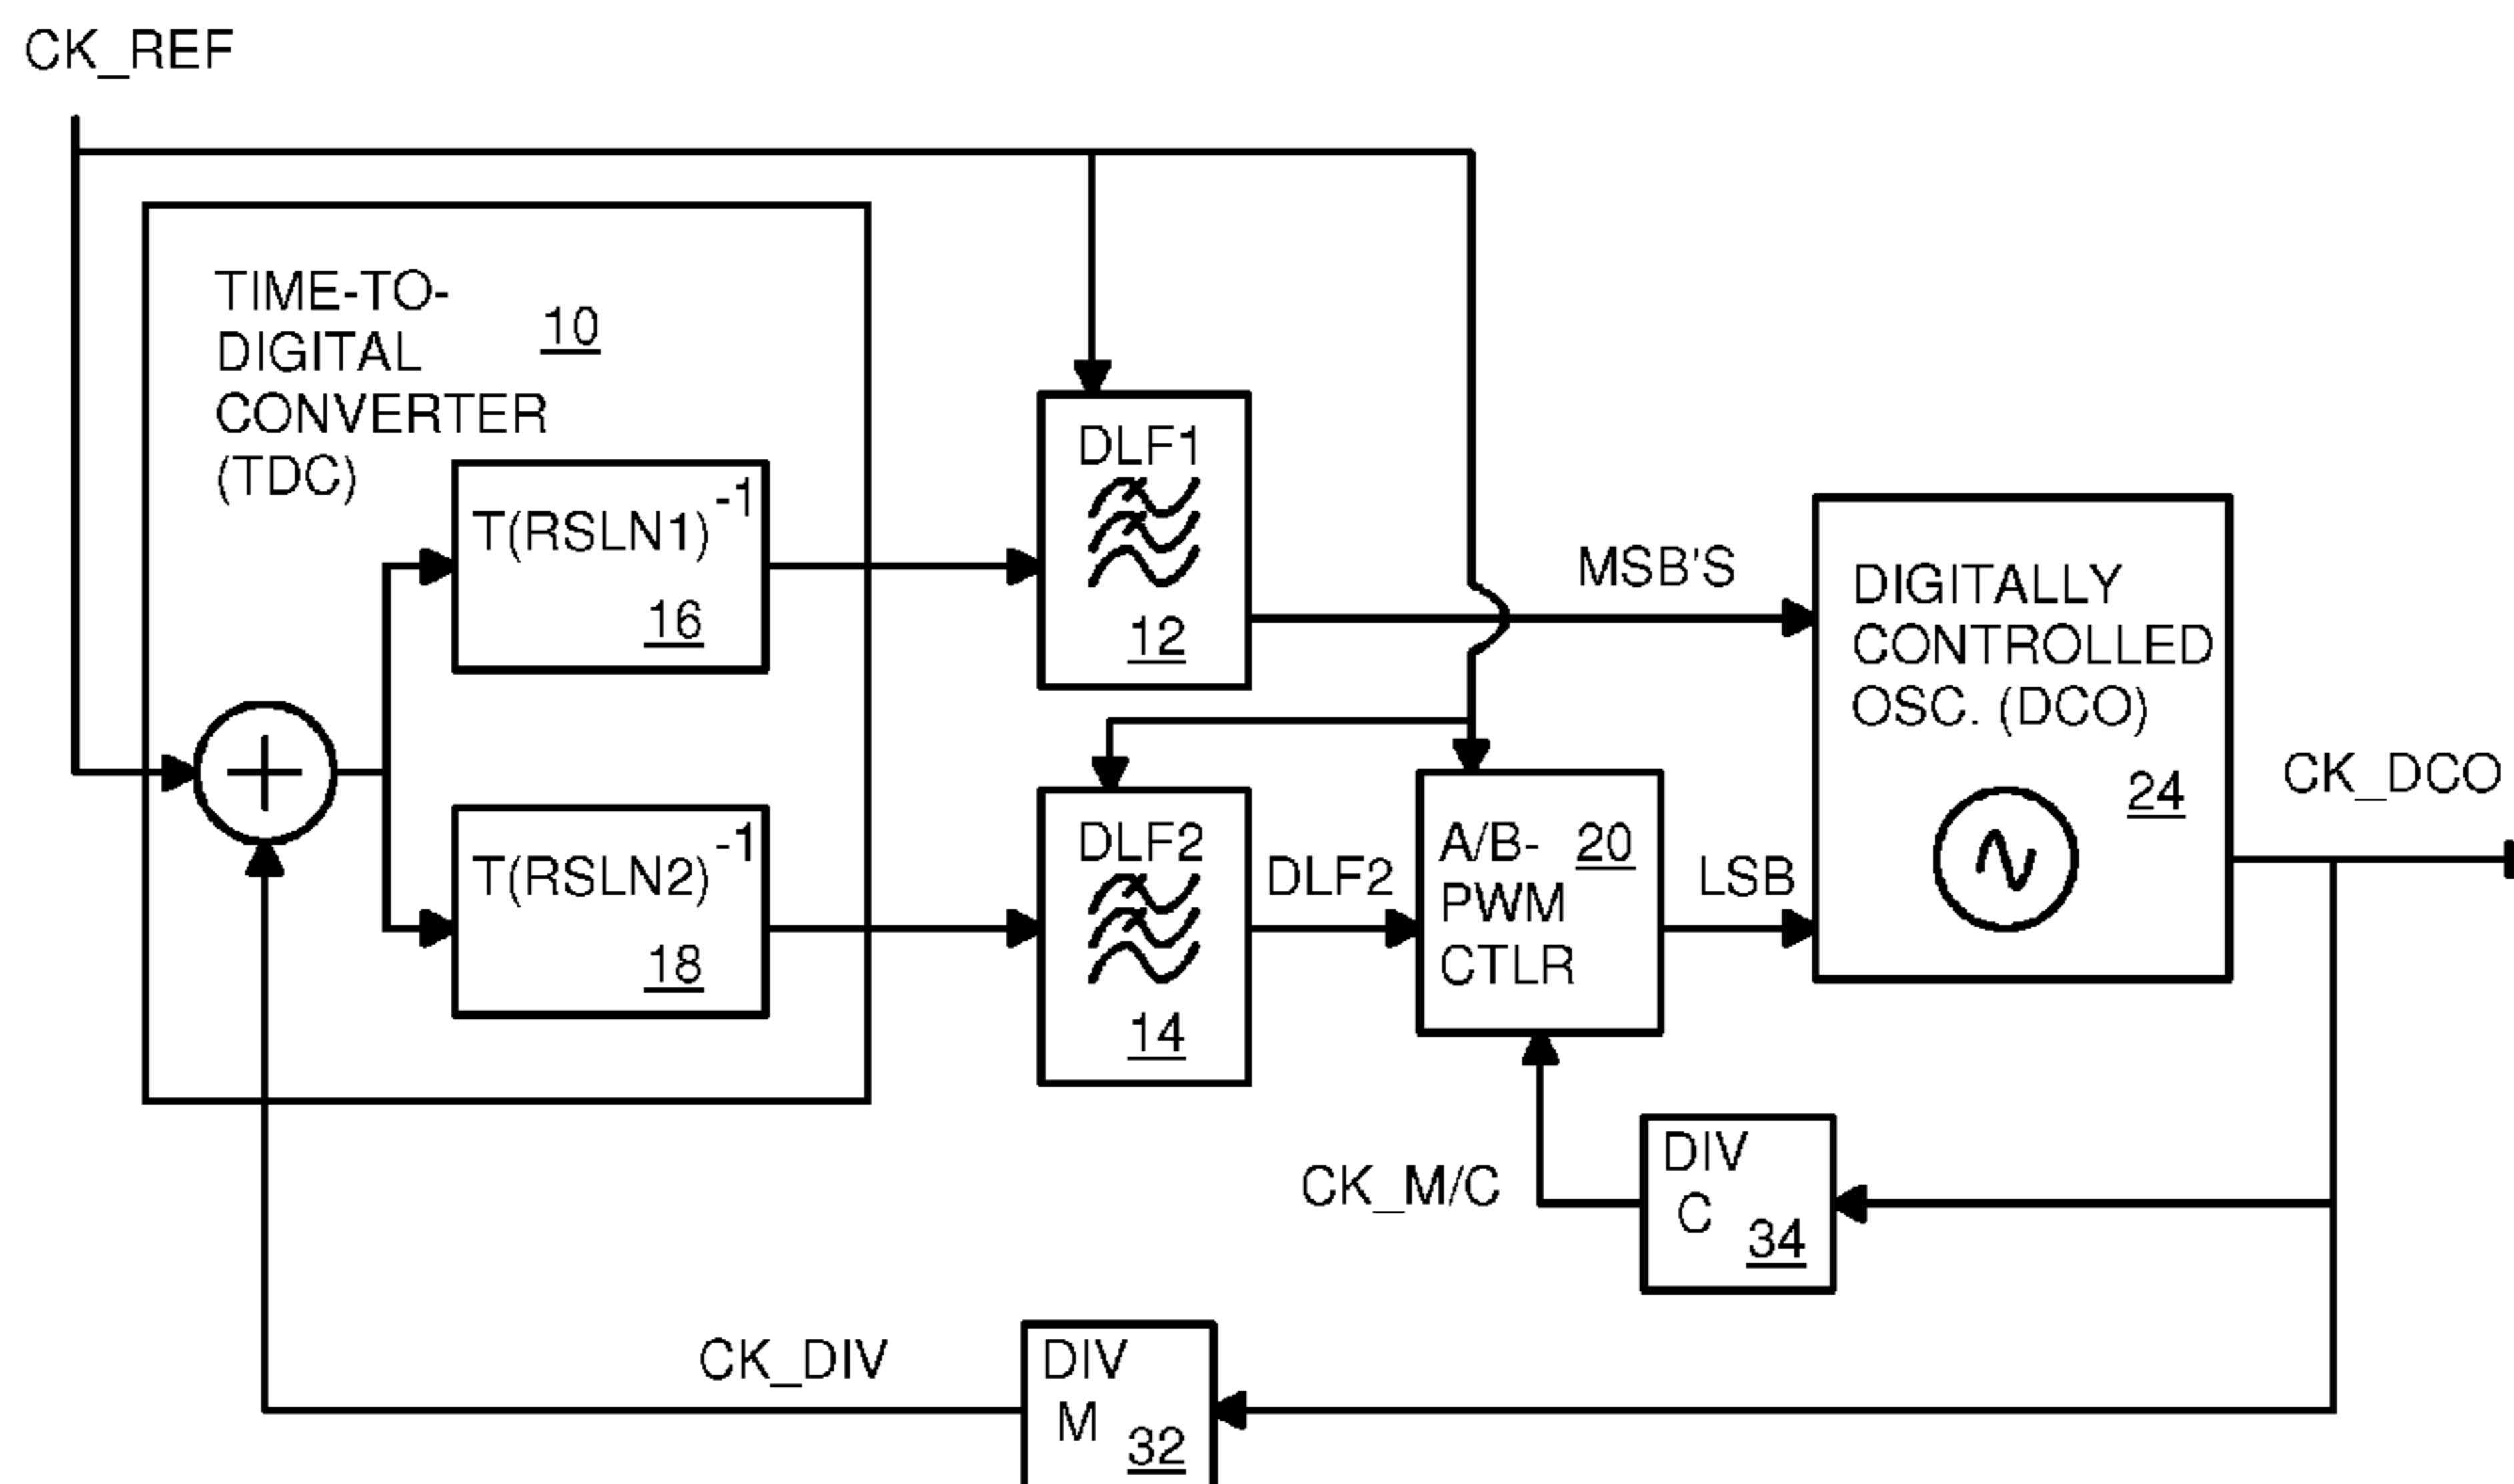 CK_REF
TIME-TO-
DIGITAL
CONVERTER
(TDC)
10
T(RSLN1)-1
16
T(RSLN2)-1
18
DLF1
12
DLF2
14
DLF2
A/B-
PWM
CTLR
20
MSB'S
LSB
DIGITALLY
CONTROLLED
OSC. (DCO)
24
CK_DCO
CK_M/C
DIV
C
34
CK_DIV
DIV
M
32